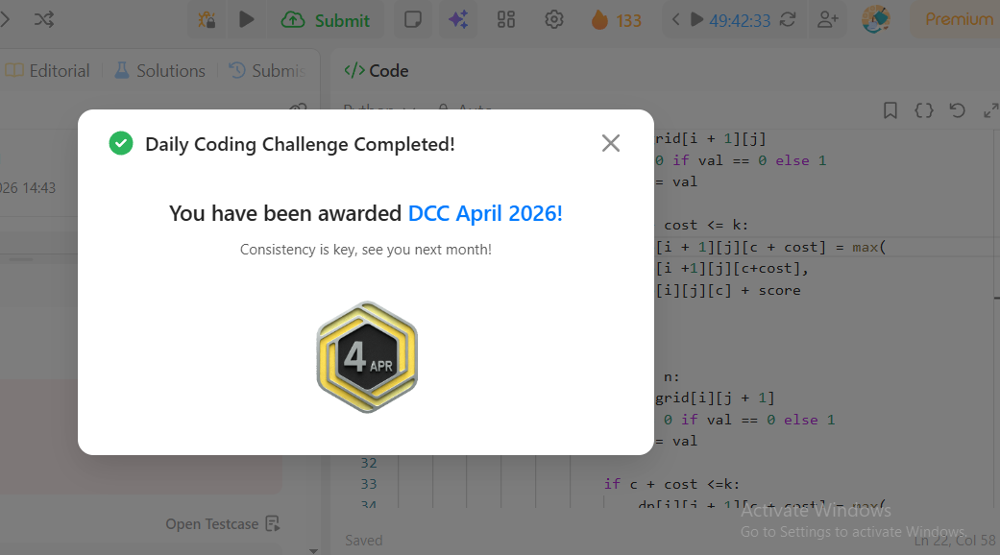 Submit
133
49:42:33
Premium
Editorial
Solutions
Submis
</> Code
Python
Auto
026 14:43
Daily Coding Challenge Completed!
You have been awarded DCC April 2026!
Consistency is key, see you next month!
4 APR
rid[i + 1][j]
0 if val == 0 else 1
= val
cost <= k:
[i + 1][j][c + cost] = max(
[i +1][j][c+cost],
[i][j][c] + score
n:
grid[i][j + 1]
0 if val == 0 else 1
= val
32
33
if c + cost <=k:
34
dp[i][j + 1][c + cost] = max(
Open Testcase
Saved
Ln 22, Col 58
Activate Windows
Go to Settings to activate Windows.